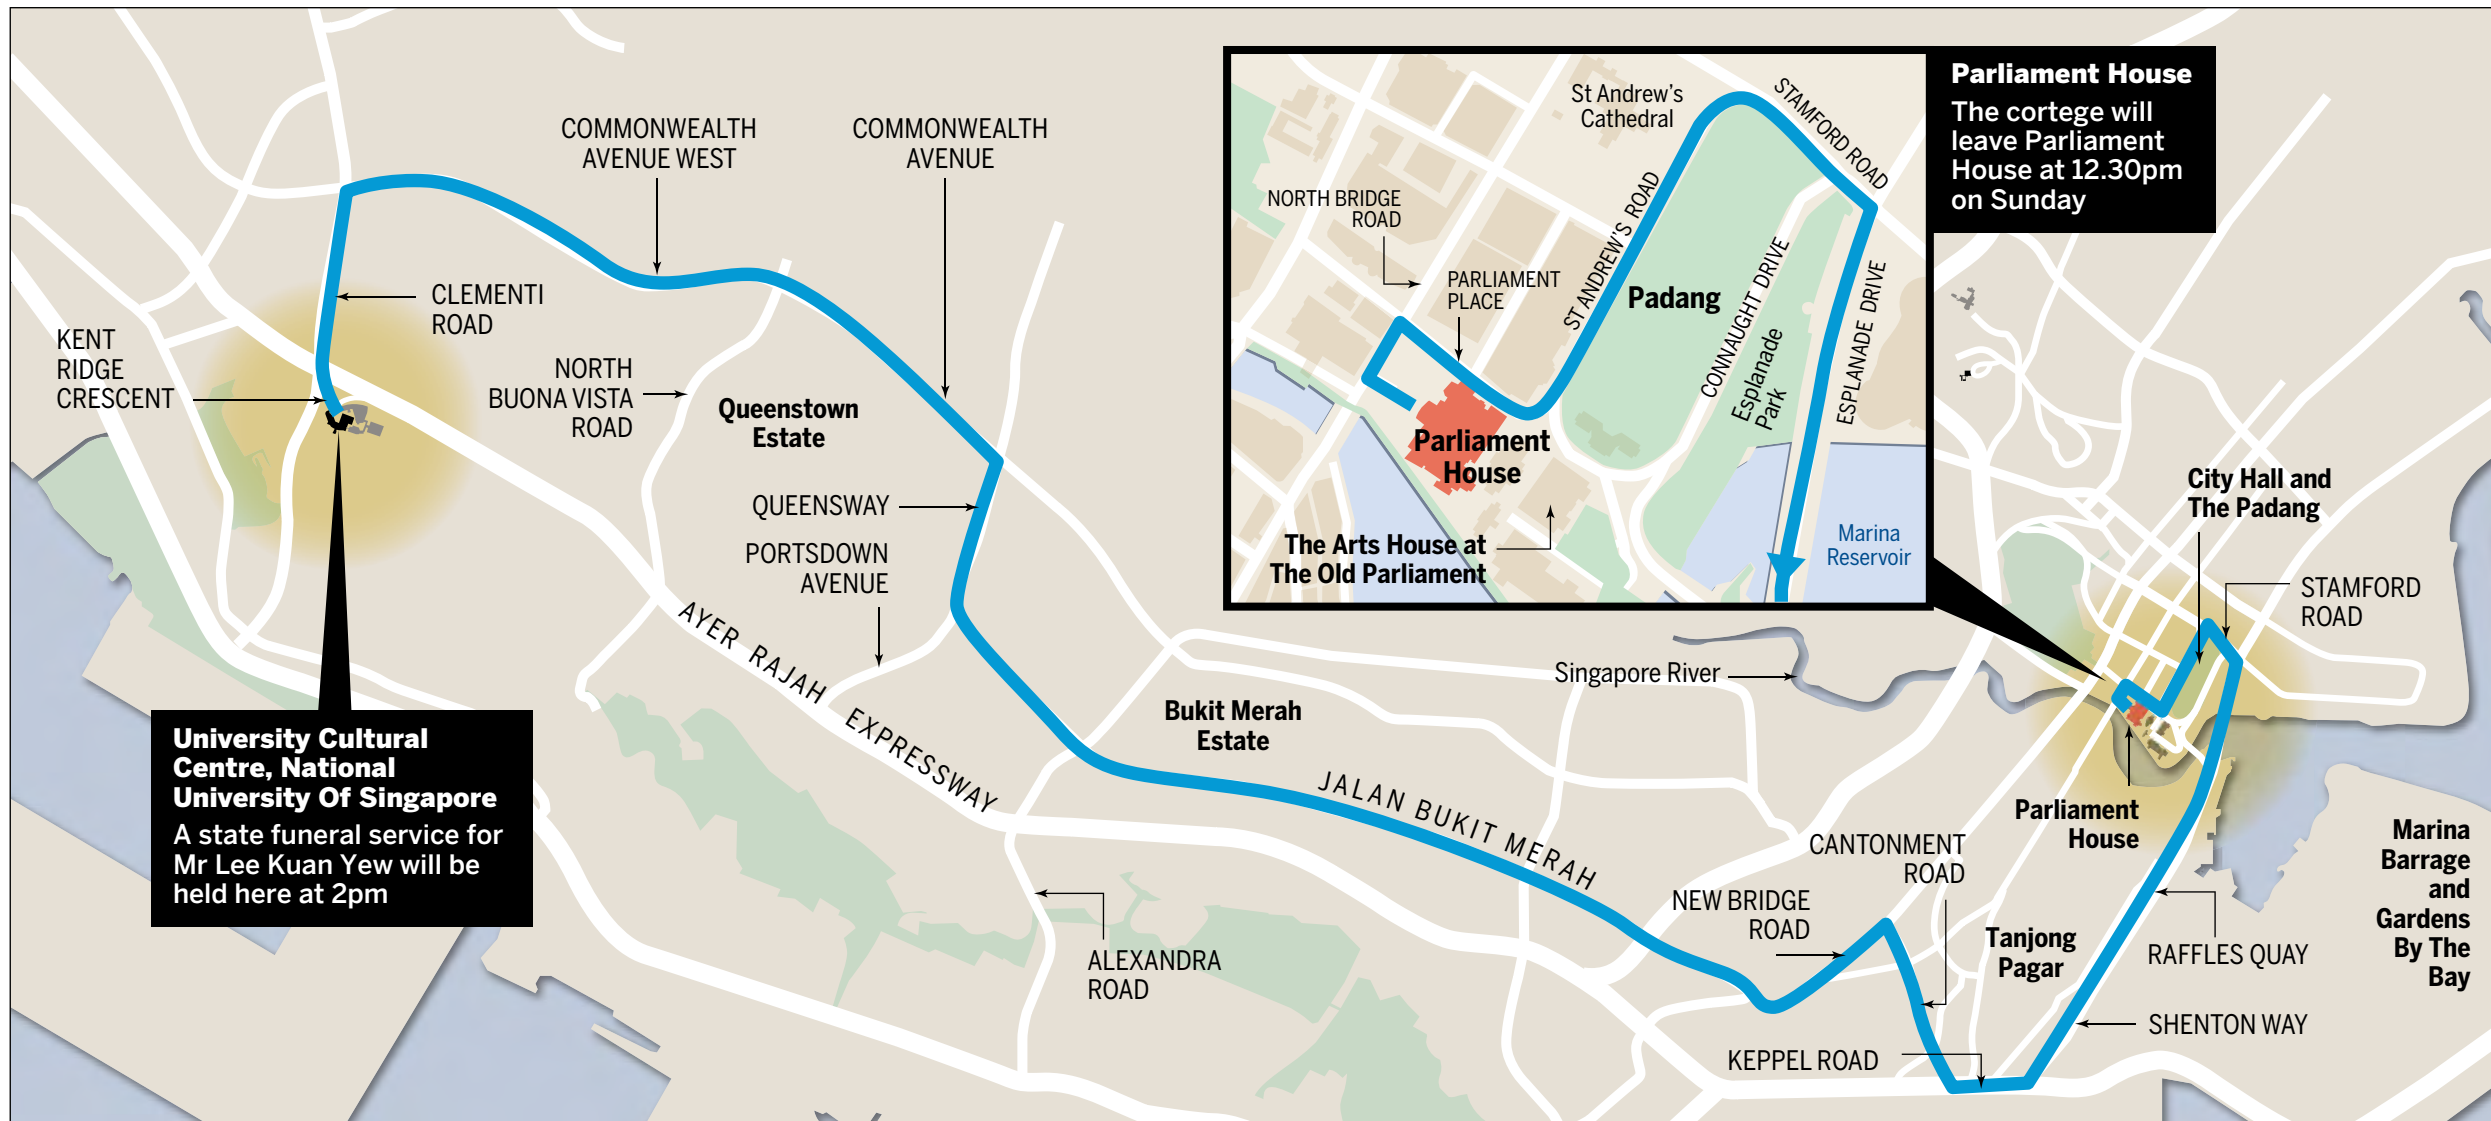 COMMONWEALTH
AVENUE WEST
COMMONWEALTH
AVENUE
CLEMENTI
ROAD
KENT
RIDGE
CRESCENT
NORTH
BUONA VISTA
ROAD
Queenstown
Estate
QUEENSWAY
PORTSDOWN
AVENUE
AYER RAJAH EXPRESSWAY
University Cultural
Centre, National
University Of Singapore
A state funeral service for
Mr Lee Kuan Yew will be
held here at 2pm
Bukit Merah
Estate
JALAN BUKIT MERAH
ALEXANDRA
ROAD
Parliament House
The cortege will
leave Parliament
House at 12.30pm
on Sunday
St Andrew's
Cathedral
STAMFORD ROAD
NORTH BRIDGE
ROAD
PARLIAMENT
PLACE
ST ANDREW'S ROAD
Padang
CONNAUGHT DRIVE
Esplanade
Park
ESPLANADE DRIVE
Parliament
House
The Arts House at
The Old Parliament
Marina
Reservoir
City Hall and
The Padang
STAMFORD
ROAD
Singapore River
Parliament
House
CANTONMENT
ROAD
NEW BRIDGE
ROAD
Tanjong
Pagar
RAFFLES QUAY
SHENTON WAY
KEPPEL ROAD
Marina
Barrage
and
Gardens
By The
Bay